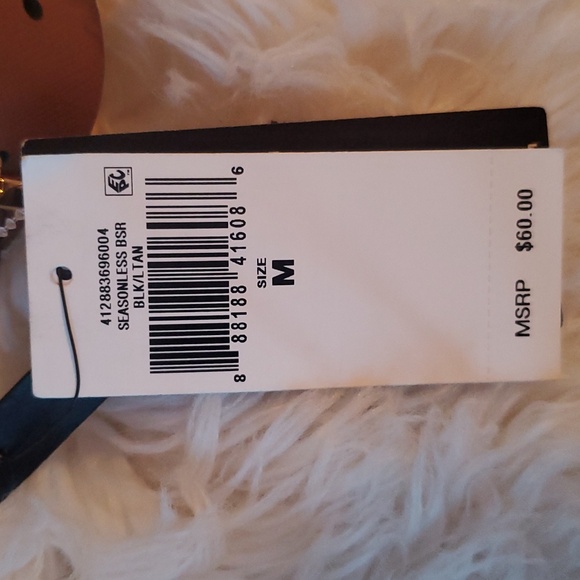 412883696004
SEASONLESS BSR
BLK/LTAN
8 88188 41608 6
SIZE
M
MSRP $60.00